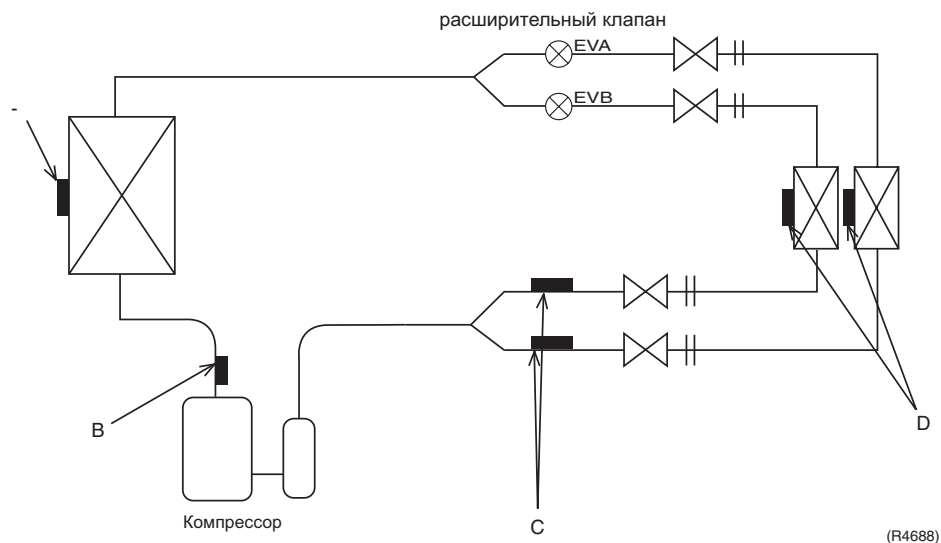 расширительный клапан
EVA
EVB
-
B
C
D
Компрессор
(R4688)